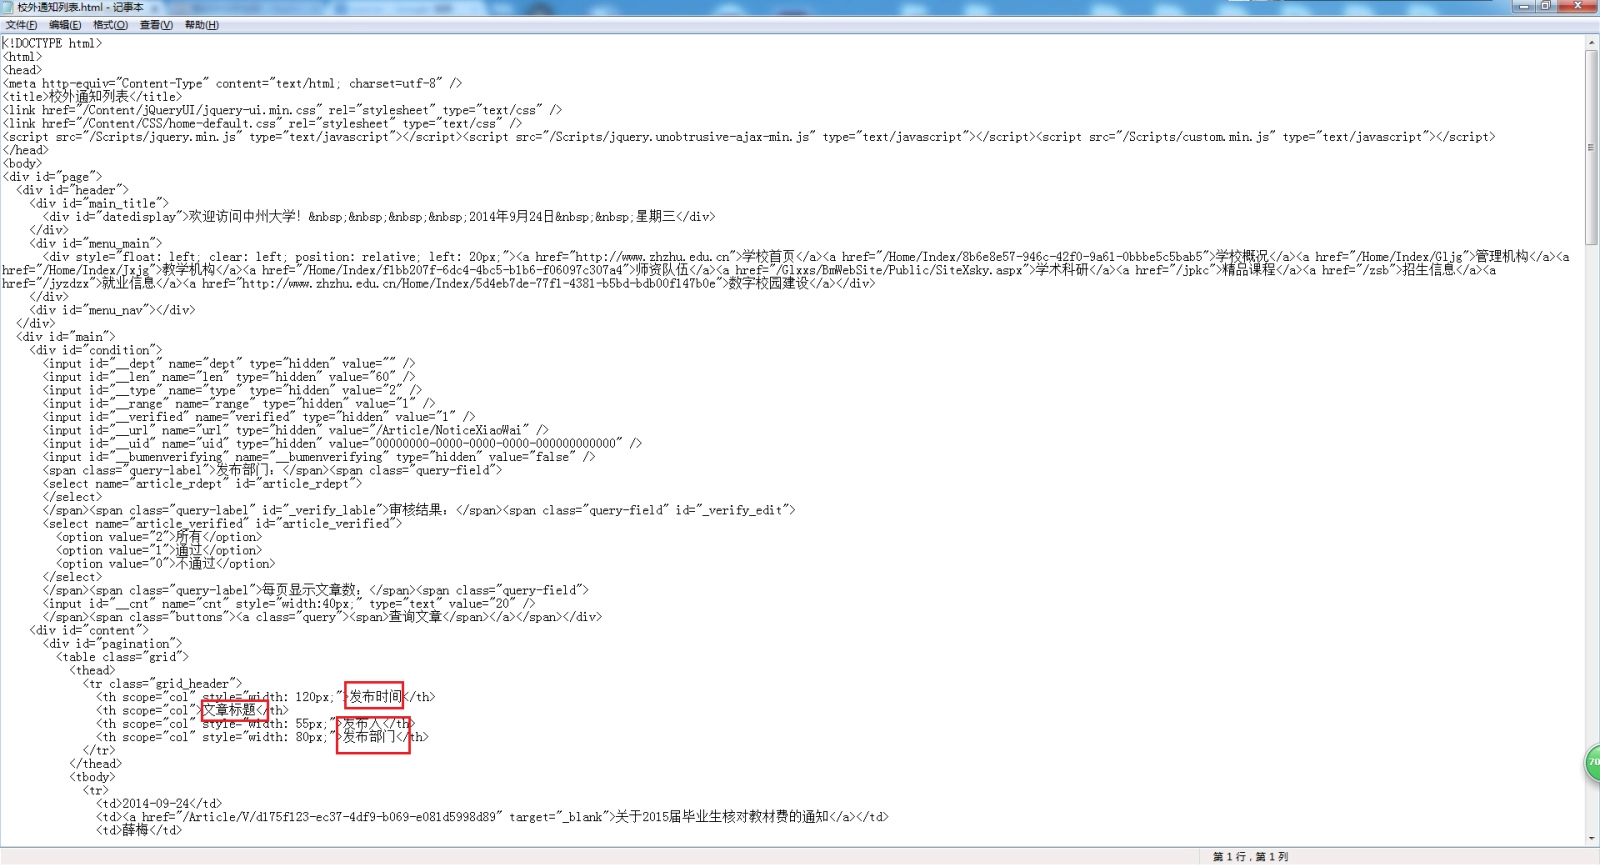 校外通知列表.html - 记事本
文件(F) 编辑(E) 格式(O) 查看(V) 帮助(H)
<!DOCTYPE html>
<html>
<head>
<meta http-equiv="Content-Type" content="text/html; charset=utf-8" />
<title>校外通知列表</title>
<link href="/Content/jQueryUI/jquery-ui.min.css" rel="stylesheet" type="text/css" />
<link href="/Content/CSS/home-default.css" rel="stylesheet" type="text/css" />
<script src="/Scripts/jquery.min.js" type="text/javascript"></script><script src="/Scripts/jquery.unobtrusive-ajax-min.js" type="text/javascript"></script><script src="/Scripts/custom.min.js" type="text/javascript"></script>
</head>
<body>
<div id="page">
<div id="header">
<div id="main_title">
<div id="datedisplay">欢迎访问中州大学! &nbsp;&nbsp;&nbsp;&nbsp;2014年9月24日&nbsp;&nbsp;星期三</div>
</div>
<div id="menu_main">
<div style="float: left; clear: left; position: relative; left: 20px;"><a href="http://www.zhzhu.edu.cn">学校首页</a><a href="/Home/Index/8b6e8e57-946c-42f0-9a61-0bbbe5c5bab5">学校概况</a><a href="/Home/Index/Gljg">管理机构</a><a
href="/Home/Index/Jxjg">教学机构</a><a href="/Home/Index/f1bb207f-6dc4-4bc5-b1b6-f06097c307a4">师资队伍</a><a href="/Glxxs/BmWebSite/Public/SiteXsky.aspx">学术科研</a><a href="/jpkc">精品课程</a><a href="/zsb">招生信息</a><a
href="/jyzdzx">就业信息</a><a href="http://www.zhzhu.edu.cn/Home/Index/5d4eb7de-77f1-4381-b5bd-bdb00f147b0e">数字校园建设</a></div>
</div>
<div id="menu_nav"></div>
</div>
<div id="main">
<div id="condition">
<input id="__dept" name="dept" type="hidden" value="" />
<input id="__len" name="len" type="hidden" value="60" />
<input id="__type" name="type" type="hidden" value="2" />
<input id="__range" name="range" type="hidden" value="1" />
<input id="__verified" name="verified" type="hidden" value="1" />
<input id="__url" name="url" type="hidden" value="/Article/NoticeXiaoWai" />
<input id="__uid" name="uid" type="hidden" value="00000000-0000-0000-0000-000000000000" />
<input id="__bumenverifying" name="__bumenverifying" type="hidden" value="false" />
<span class="query-label">发布部门: </span><span class="query-field">
<select name="article_rdept" id="article_rdept">
</select>
</span><span class="query-label" id="_verify_lable">审核结果: </span><span class="query-field" id="_verify_edit">
<select name="article_verified" id="article_verified">
<option value="2">所有</option>
<option value="1">通过</option>
<option value="0">不通过</option>
</select>
</span><span class="query-label">每页显示文章数: </span><span class="query-field">
<input id="__cnt" name="cnt" style="width:40px;" type="text" value="20" />
</span><span class="buttons"><a class="query"><span>查询文章</span></a></span></div>
<div id="content">
<div id="pagination">
<table class="grid">
<thead>
<tr class="grid_header">
<th scope="col" style="width: 120px;">发布时间</th>
<th scope="col">文章标题</th>
<th scope="col" style="width: 55px;">发布人</th>
<th scope="col" style="width: 80px;">发布部门</th>
</tr>
</thead>
<tbody>
<tr>
<td>2014-09-24</td>
<td><a href="/Article/V/d175f123-ec37-4df9-b069-e081d5998d89" target="_blank">关于2015届毕业生核对教材费的通知</a></td>
<td>薛梅</td>
70
第 1 行，第 1 列